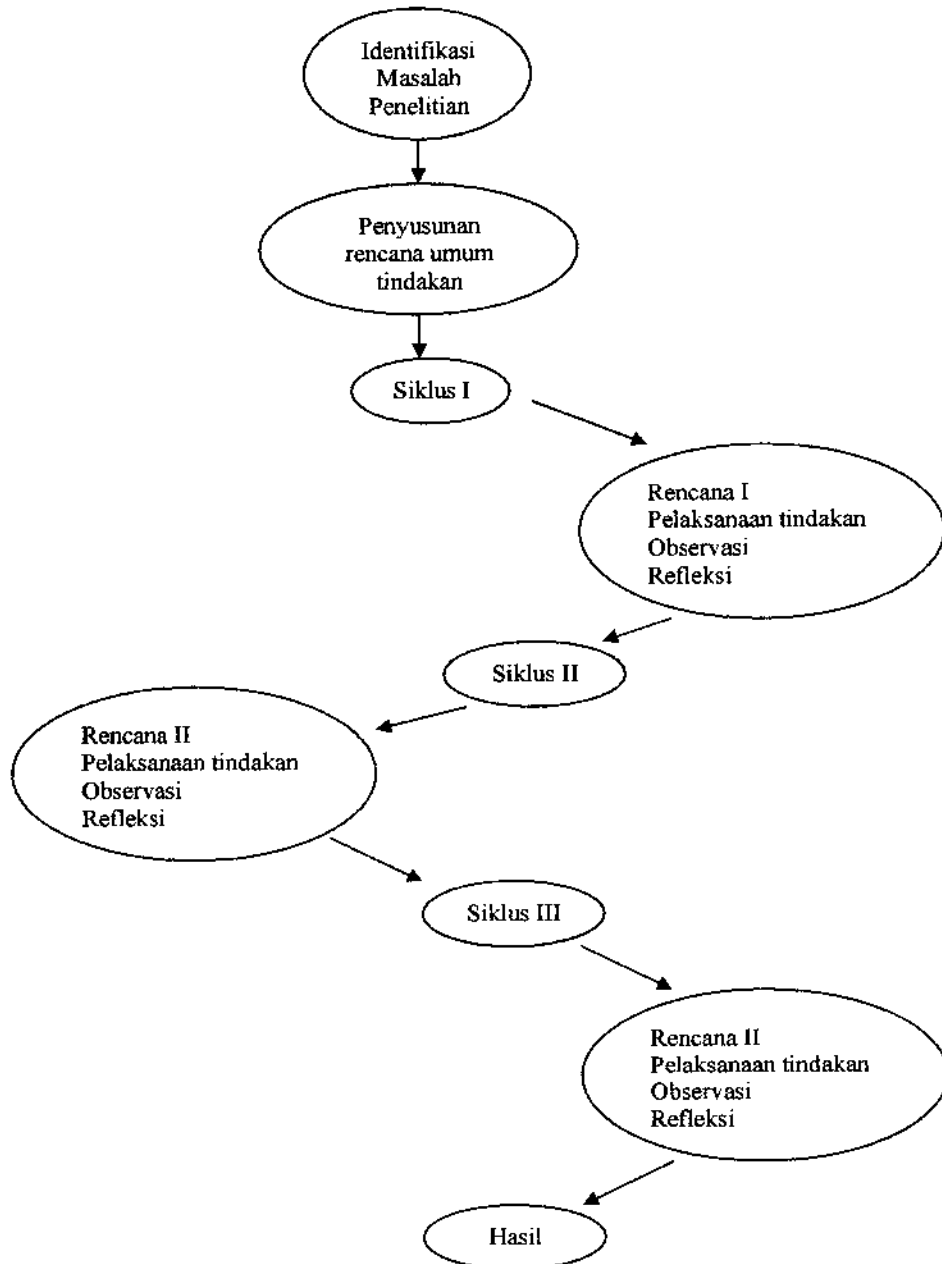 Identifikasi
Masalah
Penelitian
Penyusunan
rencana umum
tindakan
Siklus I
Rencana I
Pelaksanaan tindakan
Observasi
Refleksi
Siklus II
Rencana II
Pelaksanaan tindakan
Observasi
Refleksi
Siklus III
Rencana II
Pelaksanaan tindakan
Observasi
Refleksi
Hasil